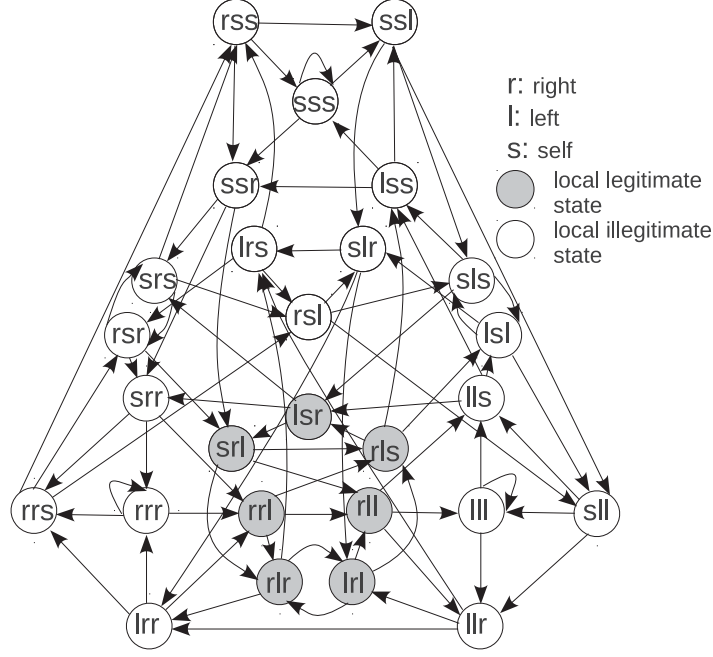 rss
ssl
sss
r: right
l: left
s: self
local legitimate
state
local illegitimate
state
ssr
lss
lrs
slr
srs
sls
rsl
rsr
lsl
srr
lls
lsr
srl
rls
rrs
rrr
rrl
rll
lll
sll
rlr
lrl
lrr
llr